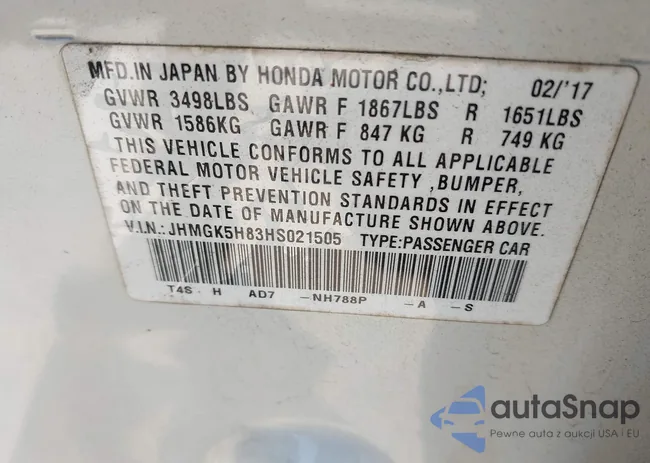 MFD.IN JAPAN BY HONDA MOTOR CO.,LTD; 02/'17
GVWR 3498LBS GAWR F 1867LBS R 1651LBS
GVWR 1586KG GAWR F 847 KG R 749 KG
THIS VEHICLE CONFORMS TO ALL APPLICABLE
FEDERAL MOTOR VEHICLE SAFETY ,BUMPER,
AND THEFT PREVENTION STANDARDS IN EFFECT
ON THE DATE OF MANUFACTURE SHOWN ABOVE.
V.I.N.: JHMGK5H83HS021505 TYPE:PASSENGER CAR
T4S H AD7 -NH788P -A -S
autaSnap
Pewne auta z aukcji USA i EU